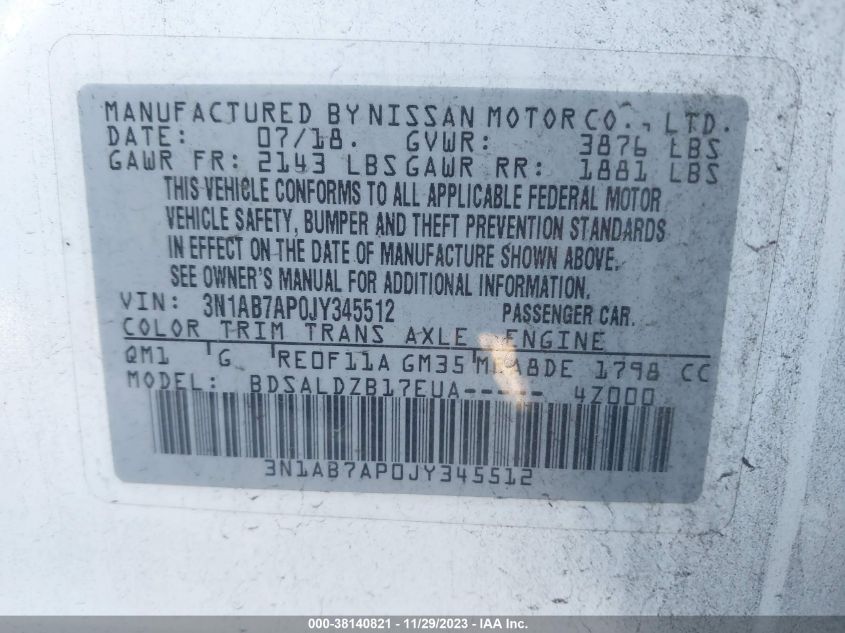 MANUFACTURED BY NISSAN MOTOR CO., LTD.
DATE: 07/18. GVWR: 3876 LBS
GAWR FR: 2143 LBS GAWR RR: 1881 LBS
THIS VEHICLE CONFORMS TO ALL APPLICABLE FEDERAL MOTOR
VEHICLE SAFETY, BUMPER AND THEFT PREVENTION STANDARDS
IN EFFECT ON THE DATE OF MANUFACTURE SHOWN ABOVE.
SEE OWNER'S MANUAL FOR ADDITIONAL INFORMATION.
VIN: 3N1AB7AP0JY345512 PASSENGER CAR.
COLOR TRIM TRANS AXLE ENGINE
QM1 G RE0F11A GM35 1798 CC
MODEL: BDSALDZB17EUA----- 4Z000
3N1AB7AP0JY345512
000-38140821 - 11/29/2023 - IAA Inc.